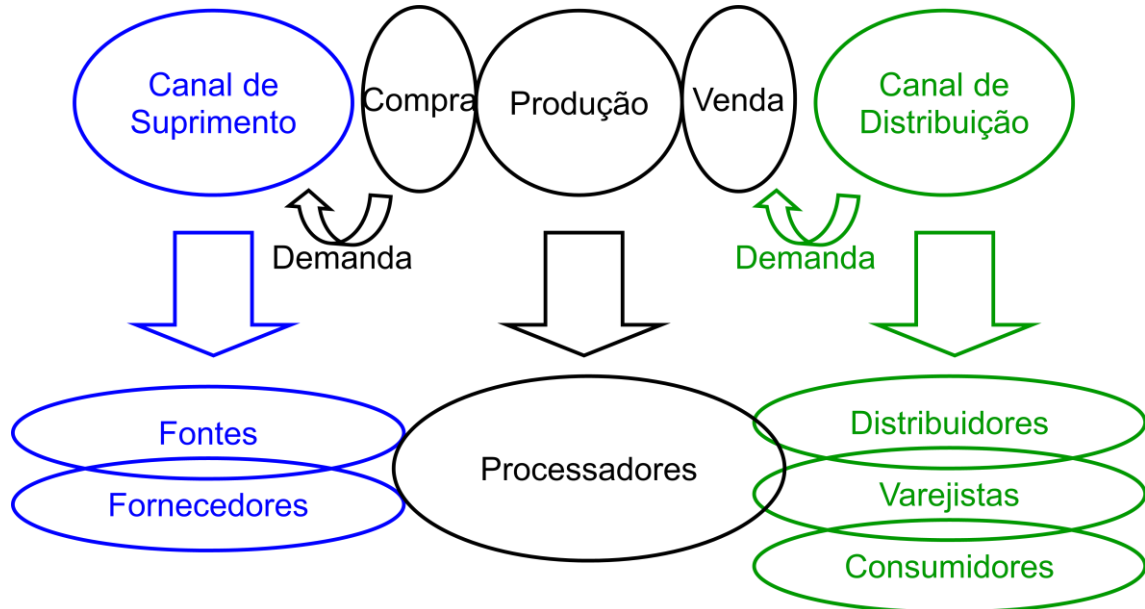 Canal de
Suprimento
Compra
Produção
Venda
Canal de
Distribuição
Demanda
Demanda
Fontes
Fornecedores
Processadores
Distribuidores
Varejistas
Consumidores